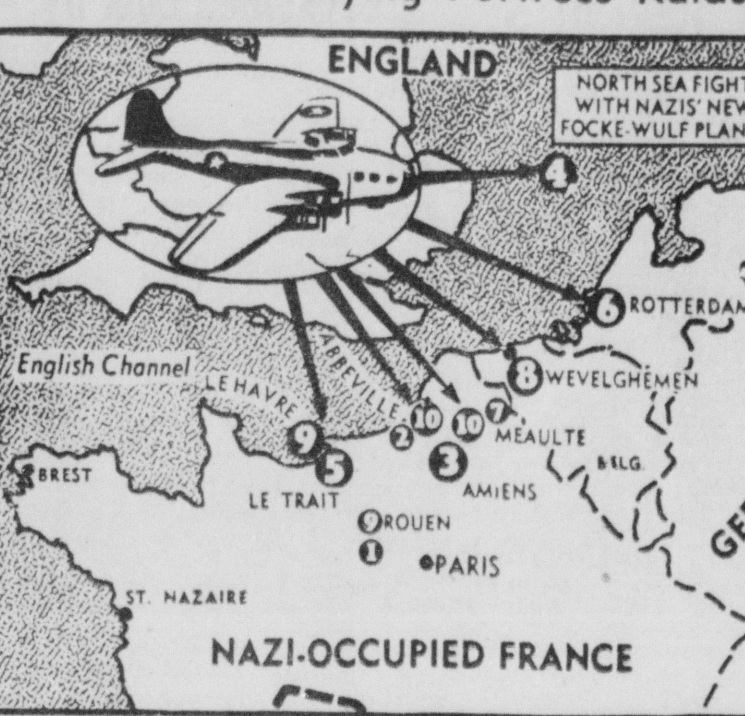 ENGLAND
NORTH SEA FIGHT
WITH NAZIS' NEW
FOCKE-WULF PLAN
4
6 ROTTERDAM
English Channel
LE HAVRE
ABBEVILLE
8 WEVELGHEMEN
9
2
10
10
7
MEAULTE
5
3
BELG.
BREST
LE TRAIT
AMIENS
9 ROUEN
1
PARIS
ST. NAZAIRE
NAZI-OCCUPIED FRANCE